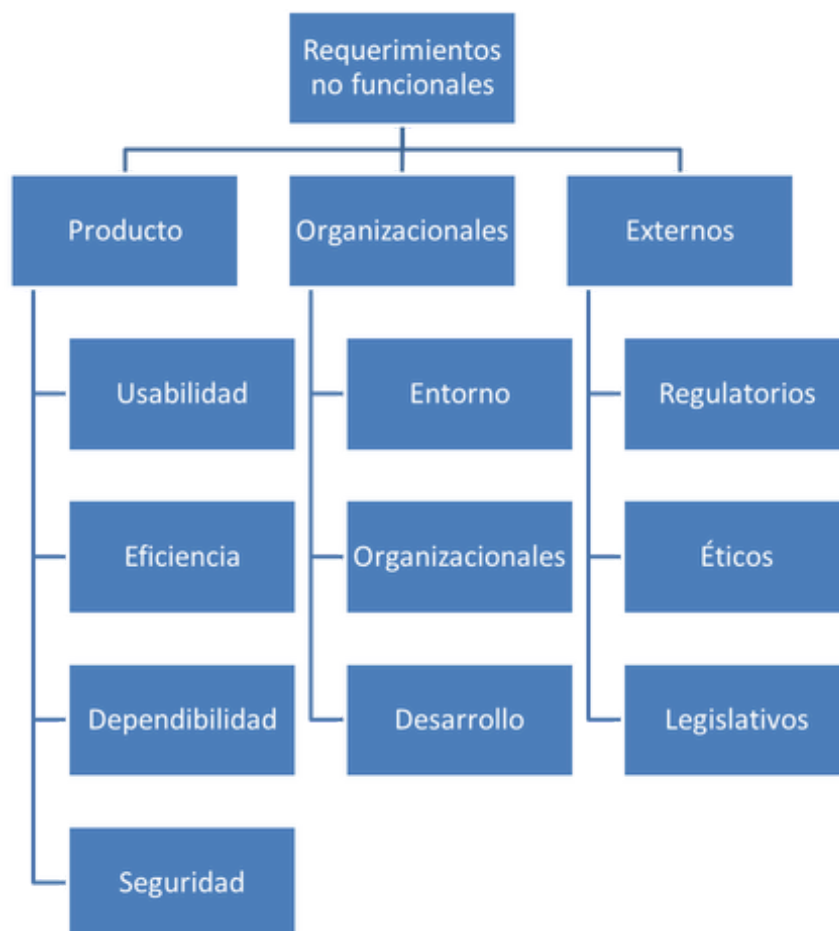 Requerimientos
no funcionales
Producto
Organizacionales
Externos
Usabilidad
Entorno
Regulatorios
Eficiencia
Organizacionales
Éticos
Dependibilidad
Desarrollo
Legislativos
Seguridad